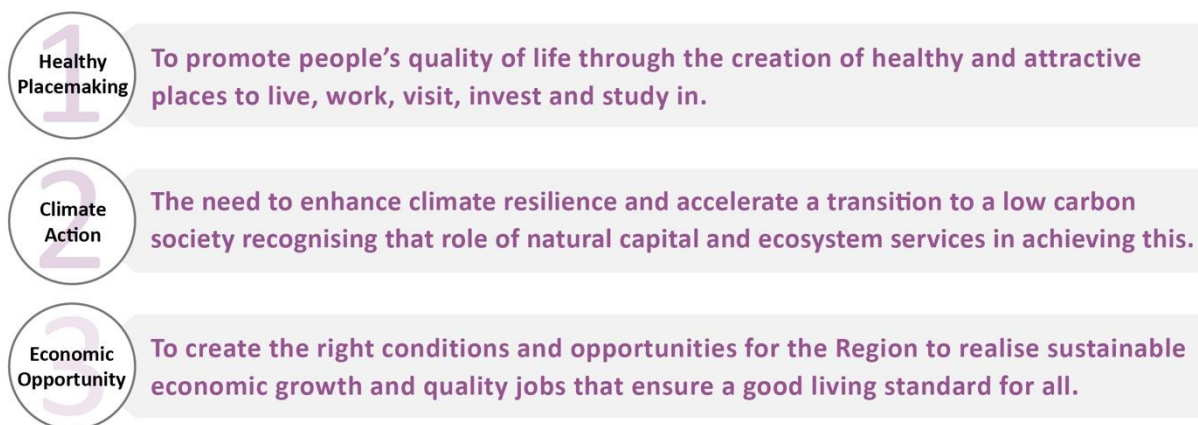 1
Healthy
Placemaking
To promote people’s quality of life through the creation of healthy and attractive
places to live, work, visit, invest and study in.
2
Climate
Action
The need to enhance climate resilience and accelerate a transition to a low carbon
society recognising that role of natural capital and ecosystem services in achieving this.
3
Economic
Opportunity
To create the right conditions and opportunities for the Region to realise sustainable
economic growth and quality jobs that ensure a good living standard for all.